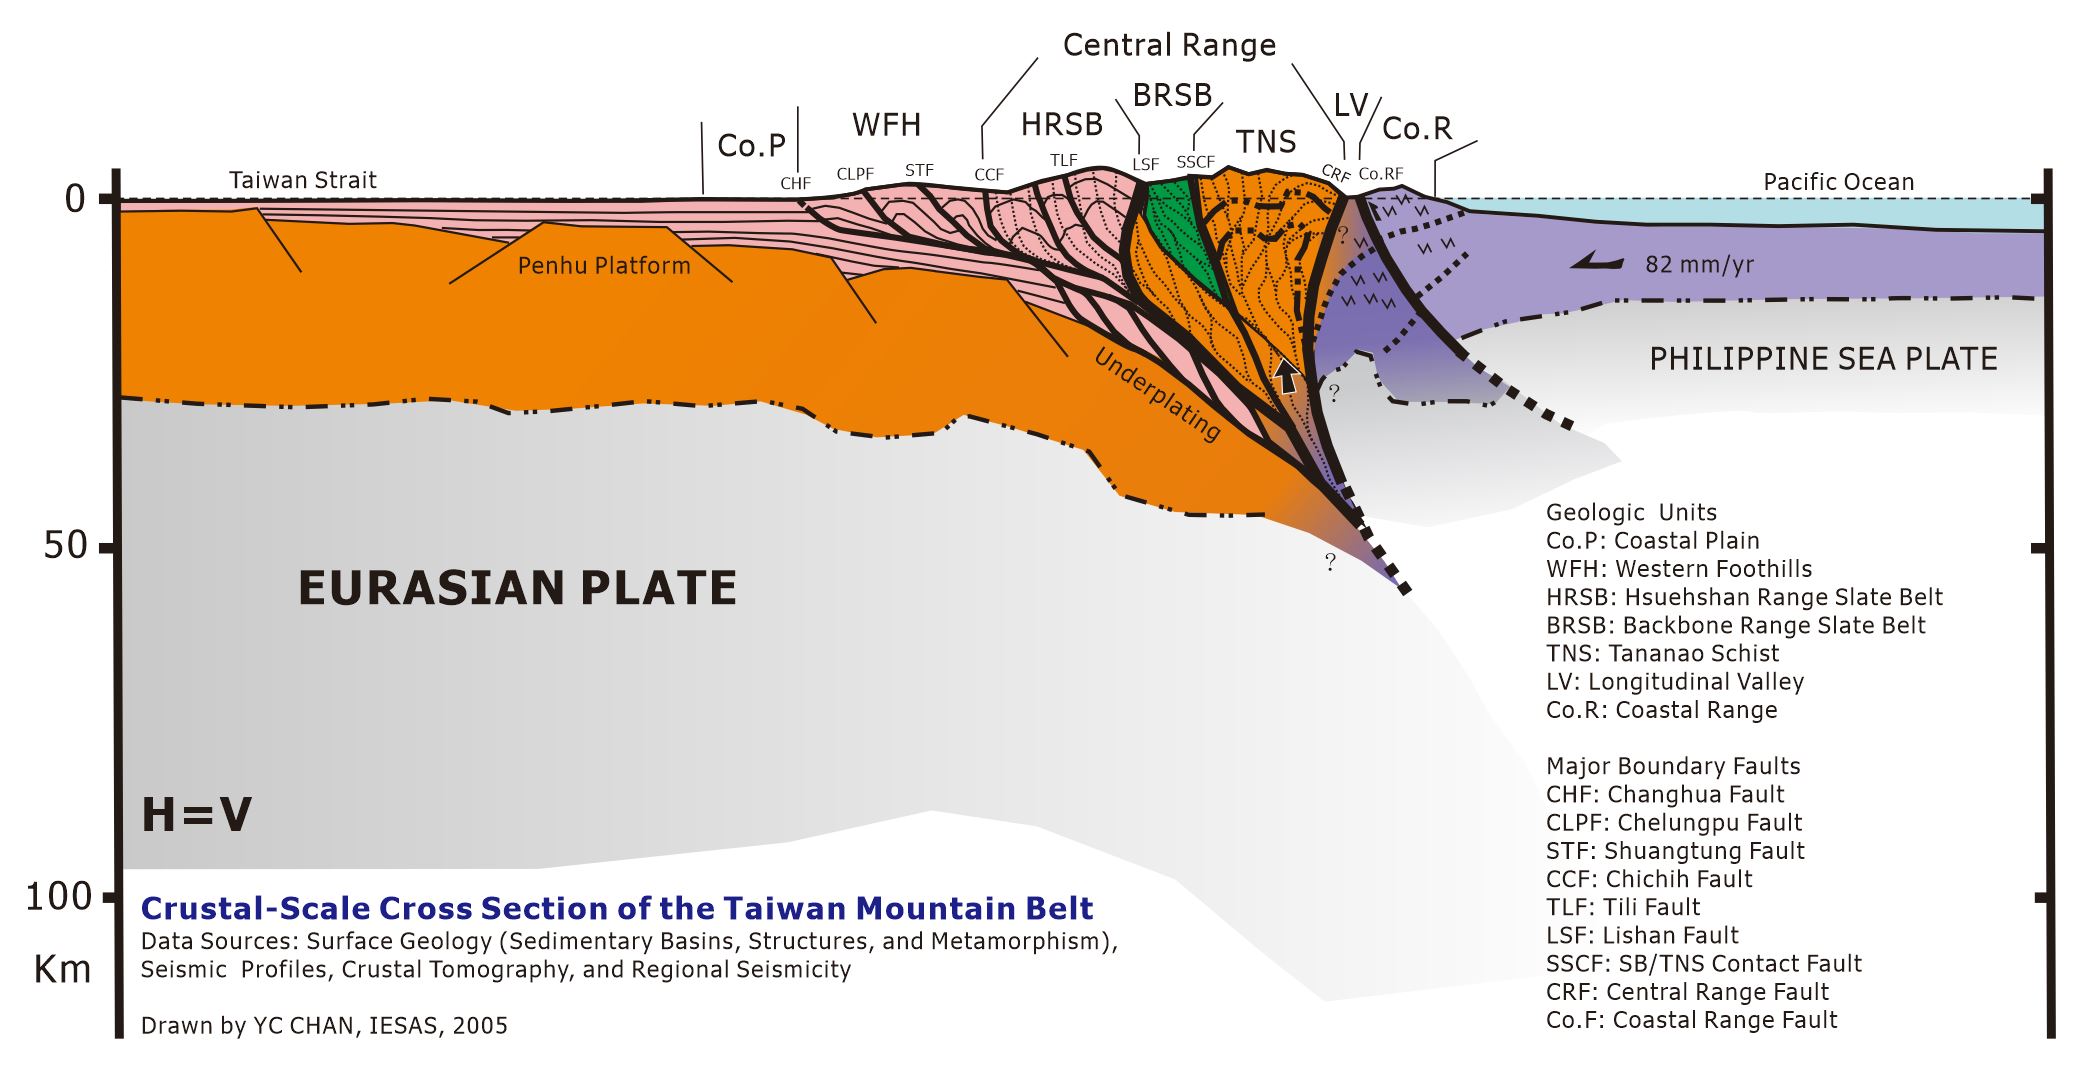 Central Range
BRSB
LV
WFH
HRSB
Co.R
Co.P
TNS
CHF
CLPF
STF
CCF
TLF
LSF
SSCF
CRF
Co.RF
Taiwan Strait
Pacific Ocean
0
?
Penhu Platform
82 mm/yr
PHILIPPINE SEA PLATE
Underplating
?
50
?
EURASIAN PLATE
H=V
100
Km
Crustal-Scale Cross Section of the Taiwan Mountain Belt
Data Sources: Surface Geology (Sedimentary Basins, Structures, and Metamorphism),
Seismic Profiles, Crustal Tomography, and Regional Seismicity
Drawn by YC CHAN, IESAS, 2005
Geologic Units
Co.P: Coastal Plain
WFH: Western Foothills
HRSB: Hsuehshan Range Slate Belt
BRSB: Backbone Range Slate Belt
TNS: Tananao Schist
LV: Longitudinal Valley
Co.R: Coastal Range
Major Boundary Faults
CHF: Changhua Fault
CLPF: Chelungpu Fault
STF: Shuangtung Fault
CCF: Chichih Fault
TLF: Tili Fault
LSF: Lishan Fault
SSCF: SB/TNS Contact Fault
CRF: Central Range Fault
Co.F: Coastal Range Fault